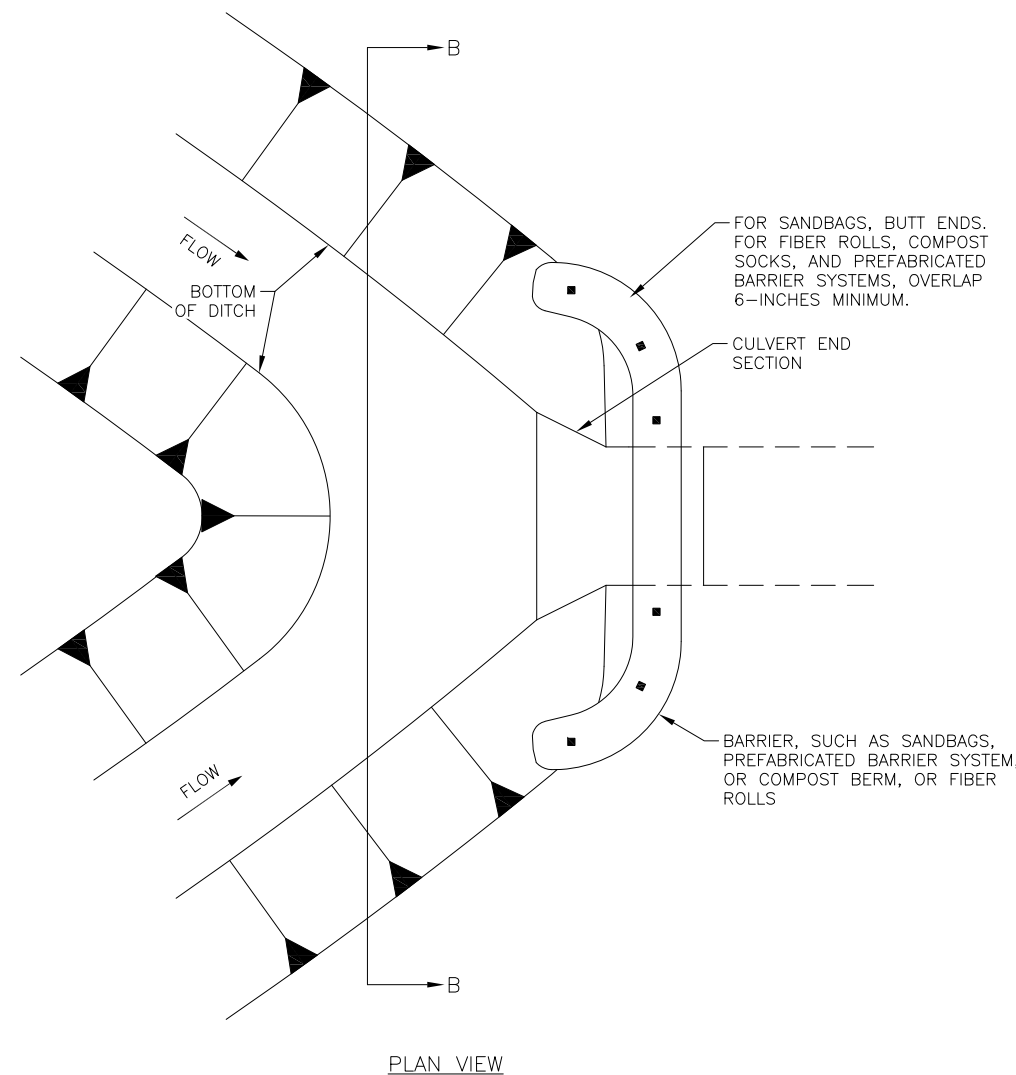 B
FOR SANDBAGS, BUTT ENDS.
FOR FIBER ROLLS, COMPOST
SOCKS, AND PREFABRICATED
BARRIER SYSTEMS, OVERLAP
6-INCHES MINIMUM.
FLOW
BOTTOM
OF DITCH
CULVERT END
SECTION
BARRIER, SUCH AS SANDBAGS,
PREFABRICATED BARRIER SYSTEM,
OR COMPOST BERM, OR FIBER
ROLLS
FLOW
B
PLAN VIEW